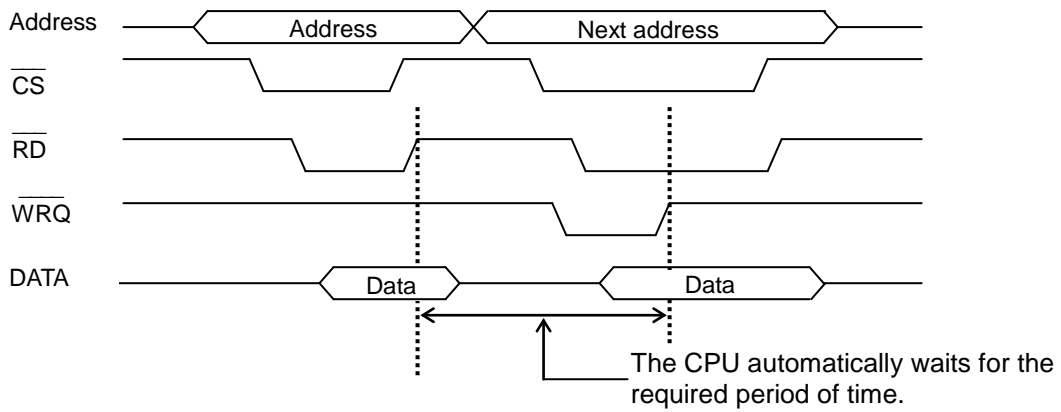 Address Address Next address
CS
RD
WRQ
DATA Data Data
The CPU automatically waits for the
required period of time.